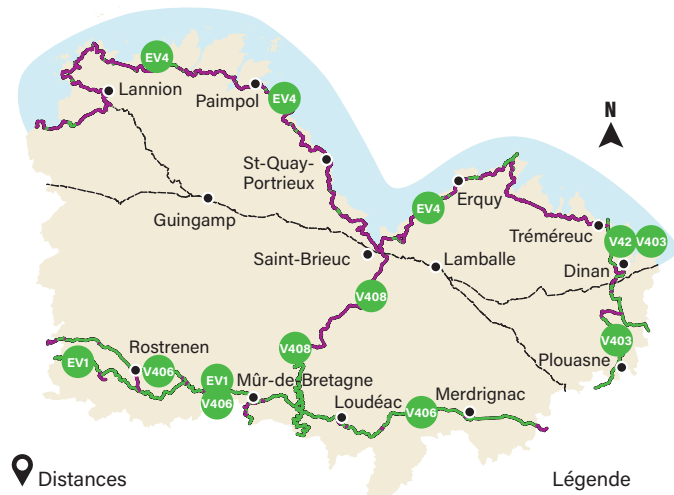 EV4
Lannion
Paimpol
EV4
N
St-Quay-
Portrieux
Erquy
Guingamp
EV4
Tréméreuc
V42
V403
Saint-Brieuc
Lamballe
Dinan
V408
V403
V408
Rostrenen
EV1
V406
EV1
Mûr-de-Bretagne
Plouasne
V406
Loudéac
V406
Merdrignac
Distances
Légende